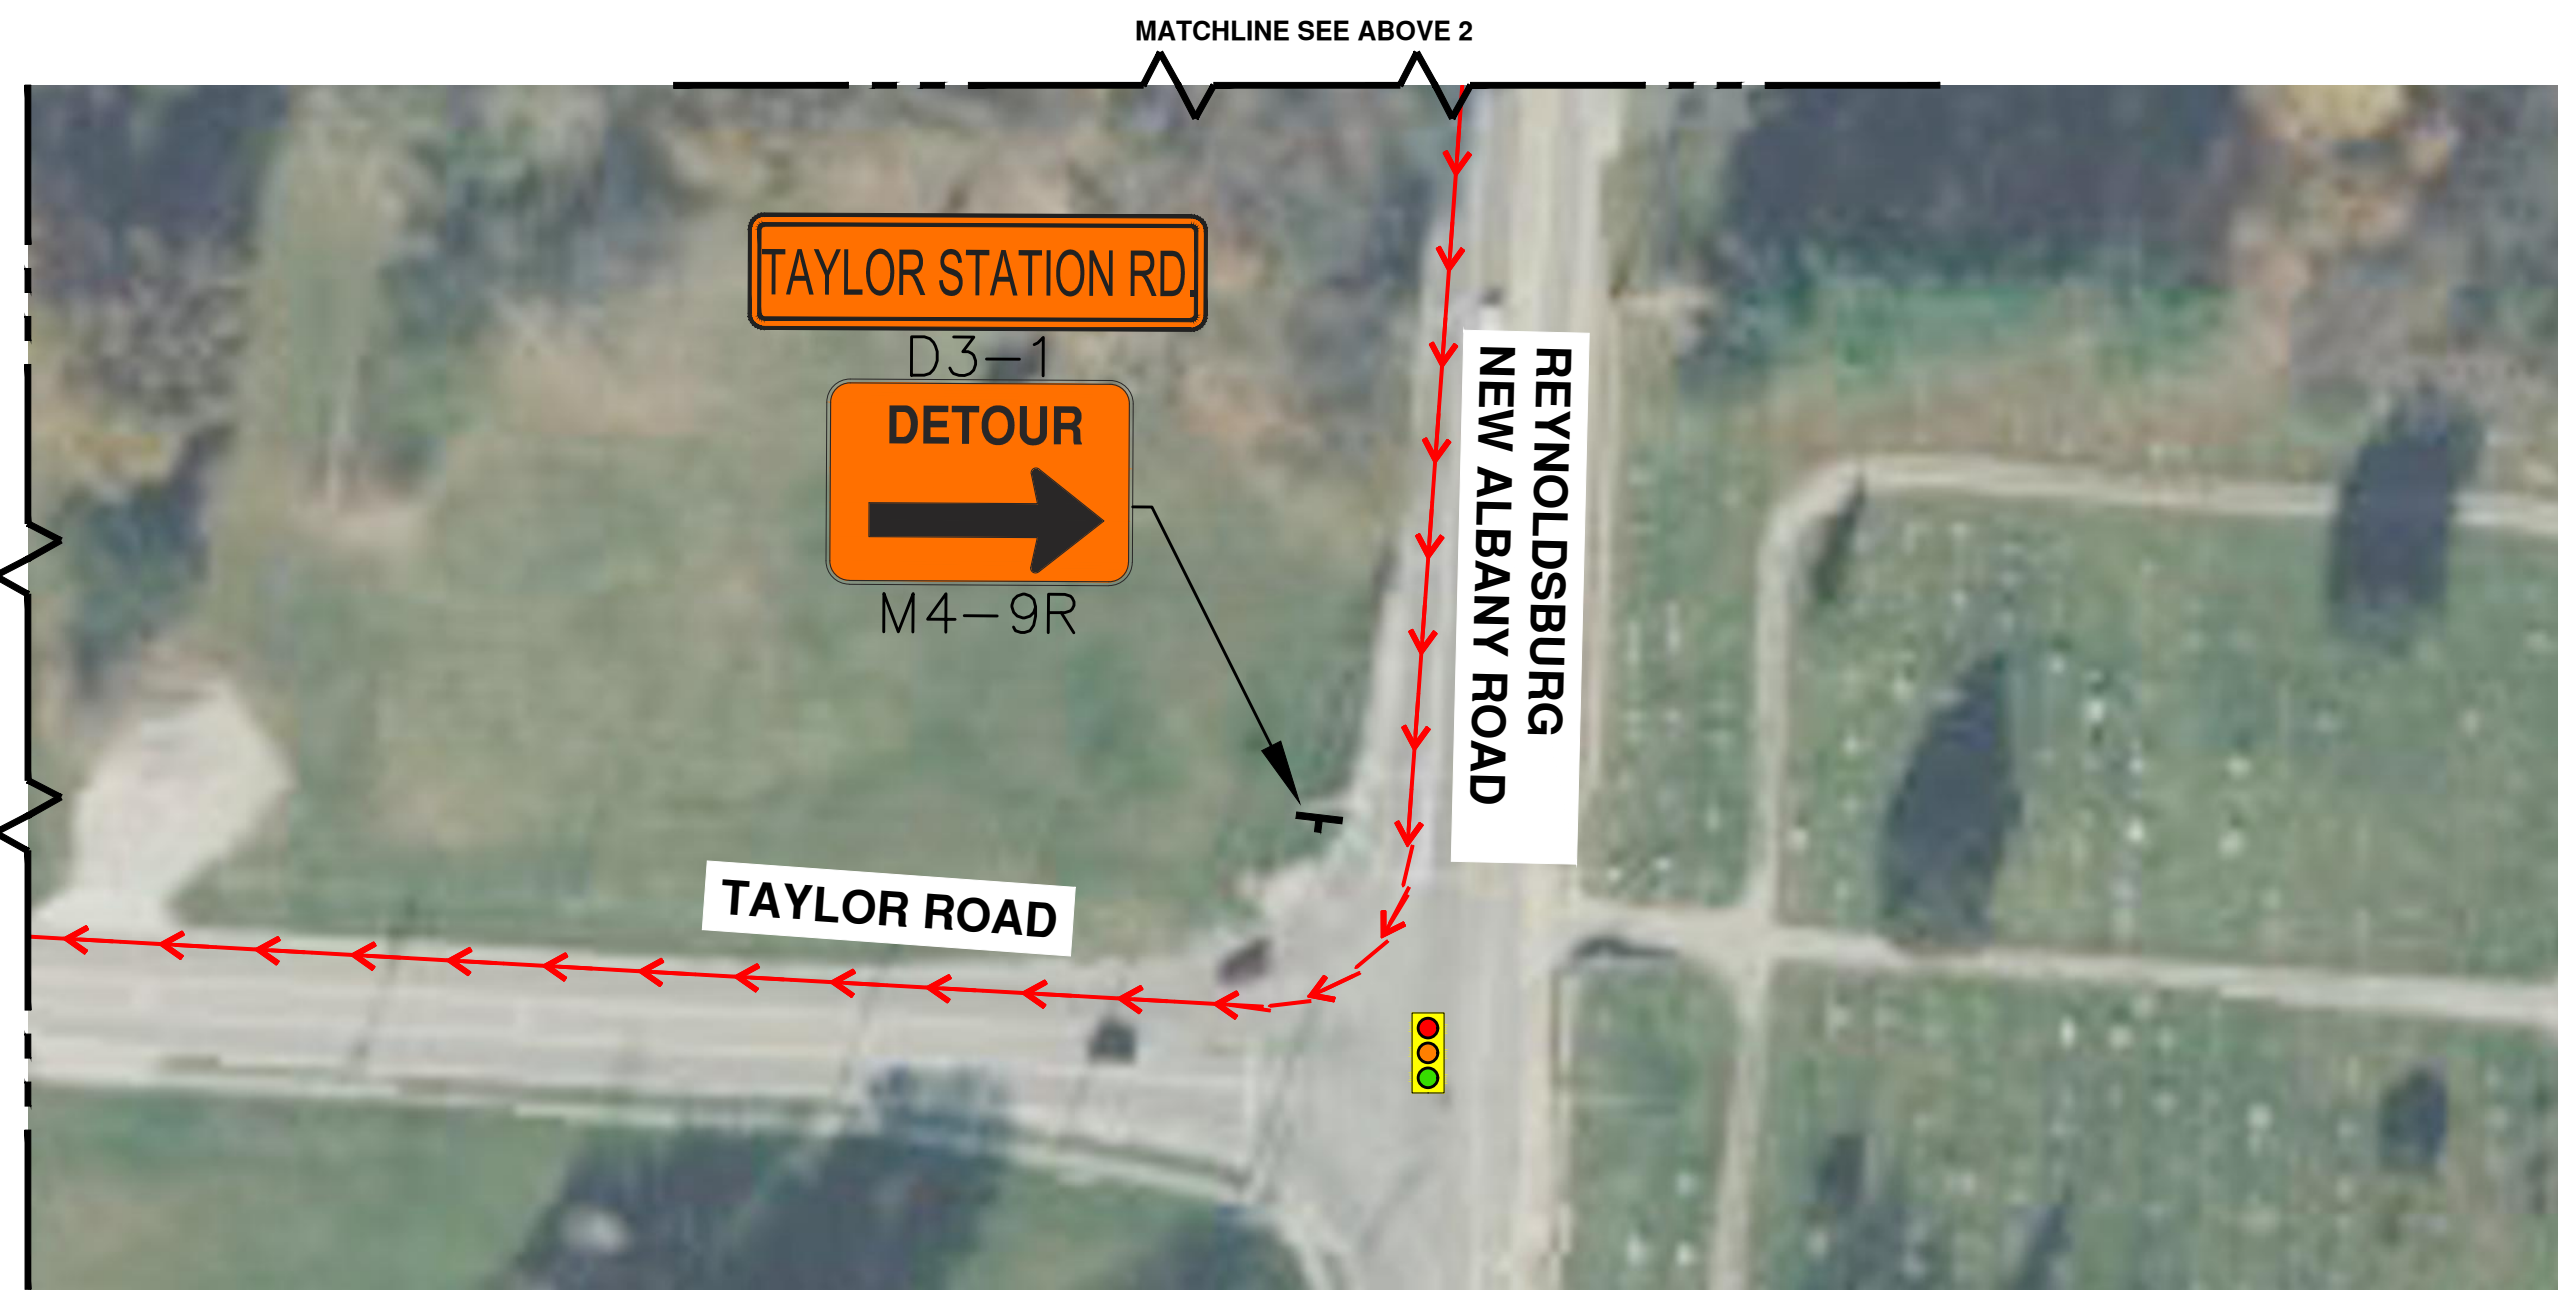 MATCHLINE SEE ABOVE 2
TAYLOR STATION RD.
D3-1
DETOUR
M4-9R
REYNOLDSBURG
NEW ALBANY ROAD
TAYLOR ROAD